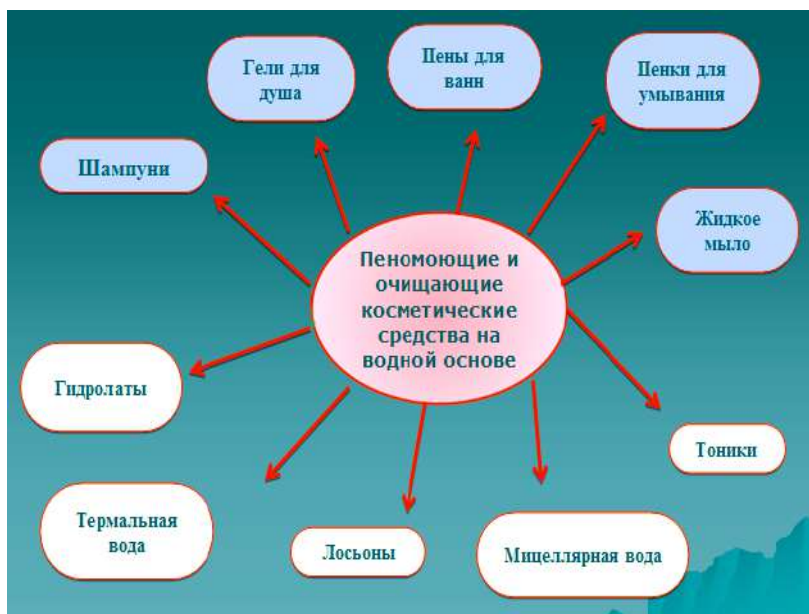 Гели для
душа
Пены для
ванн
Пенки для
умывания
Шампуни
Жидкое
мыло
Пеномоющие и
очищающие
косметические
средства на
водной основе
Гидролаты
Тоники
Термальная
вода
Лосьоны
Мицеллярная вода